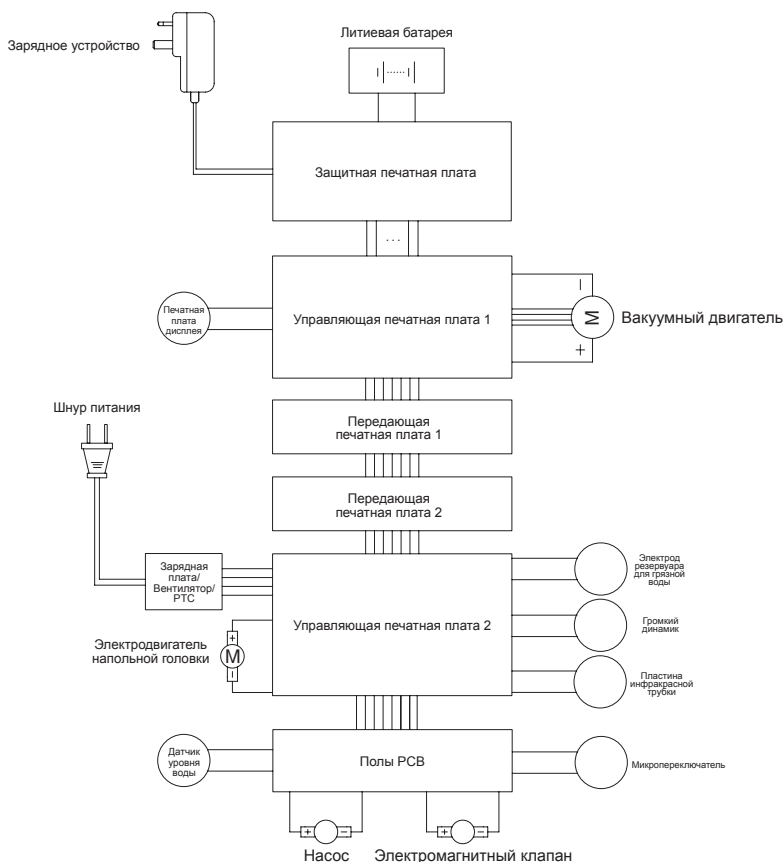 Литиевая батарея
Зарядное устройство
Защитная печатная плата
...
Печатная
плата
дисплея
Управляющая печатная плата 1
M
Вакуумный двигатель
Шнур питания
Передающая
печатная плата 1
Передающая
печатная плата 2
Зарядная
плата/
Вентилятор/
PTC
Электрод
резервуара
для грязной
воды
Управляющая печатная плата 2
Громкий
динамик
Электродвигатель
напольной головки
M
Пластина
инфракрасной
трубки
Датчик
уровня
воды
Полы PCB
Микропереключатель
Насос
Электромагнитный клапан